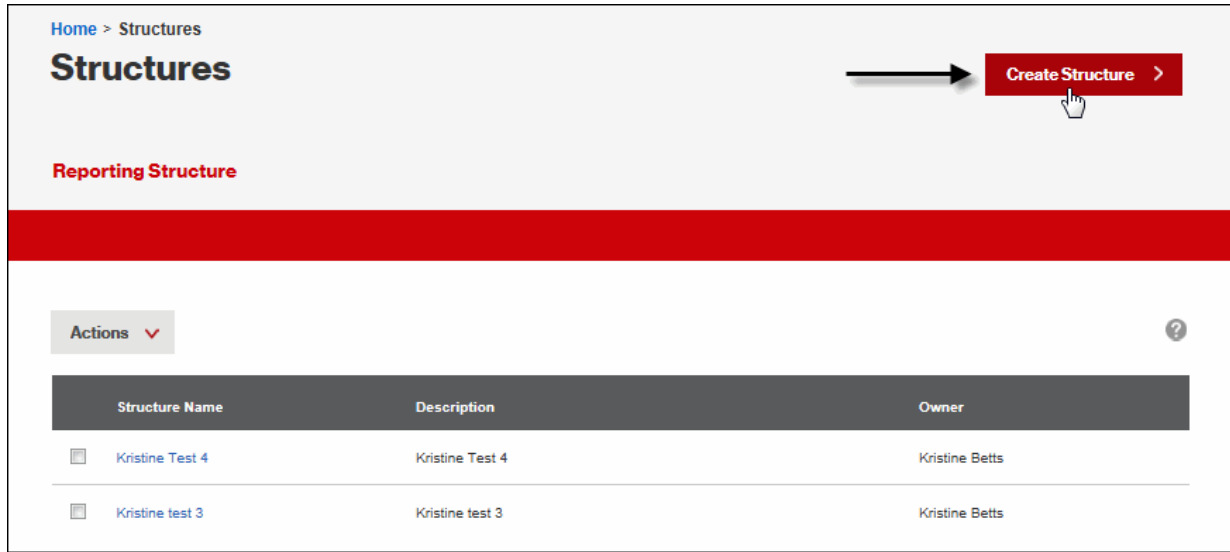 Home > Structures
Structures
Create Structure >
Reporting Structure
Actions
?
Structure Name Description Owner
Kristine Test 4 Kristine Test 4 Kristine Betts
Kristine test 3 Kristine test 3 Kristine Betts